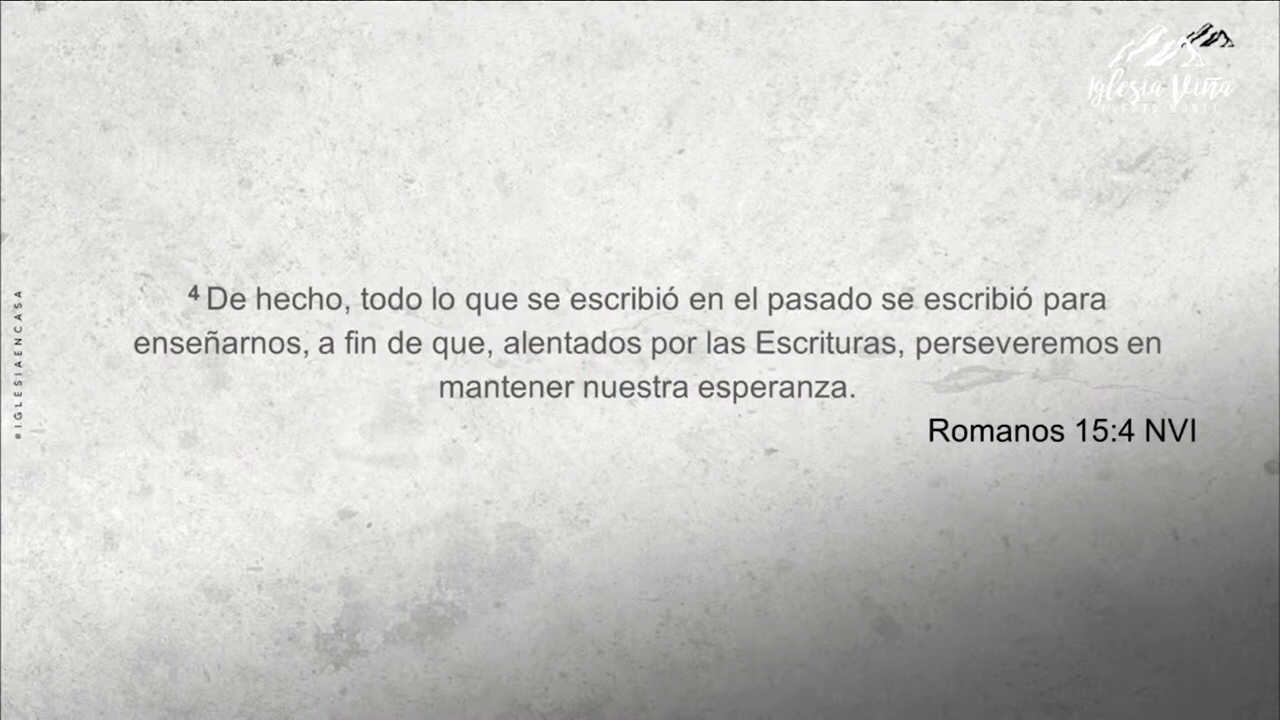 Iglesia Viña
⁴ De hecho, todo lo que se escribió en el pasado se escribió para
enseñarnos, a fin de que, alentados por las Escrituras, perseveremos en
mantener nuestra esperanza.
Romanos 15:4 NVI
#IGLESIAENCASA